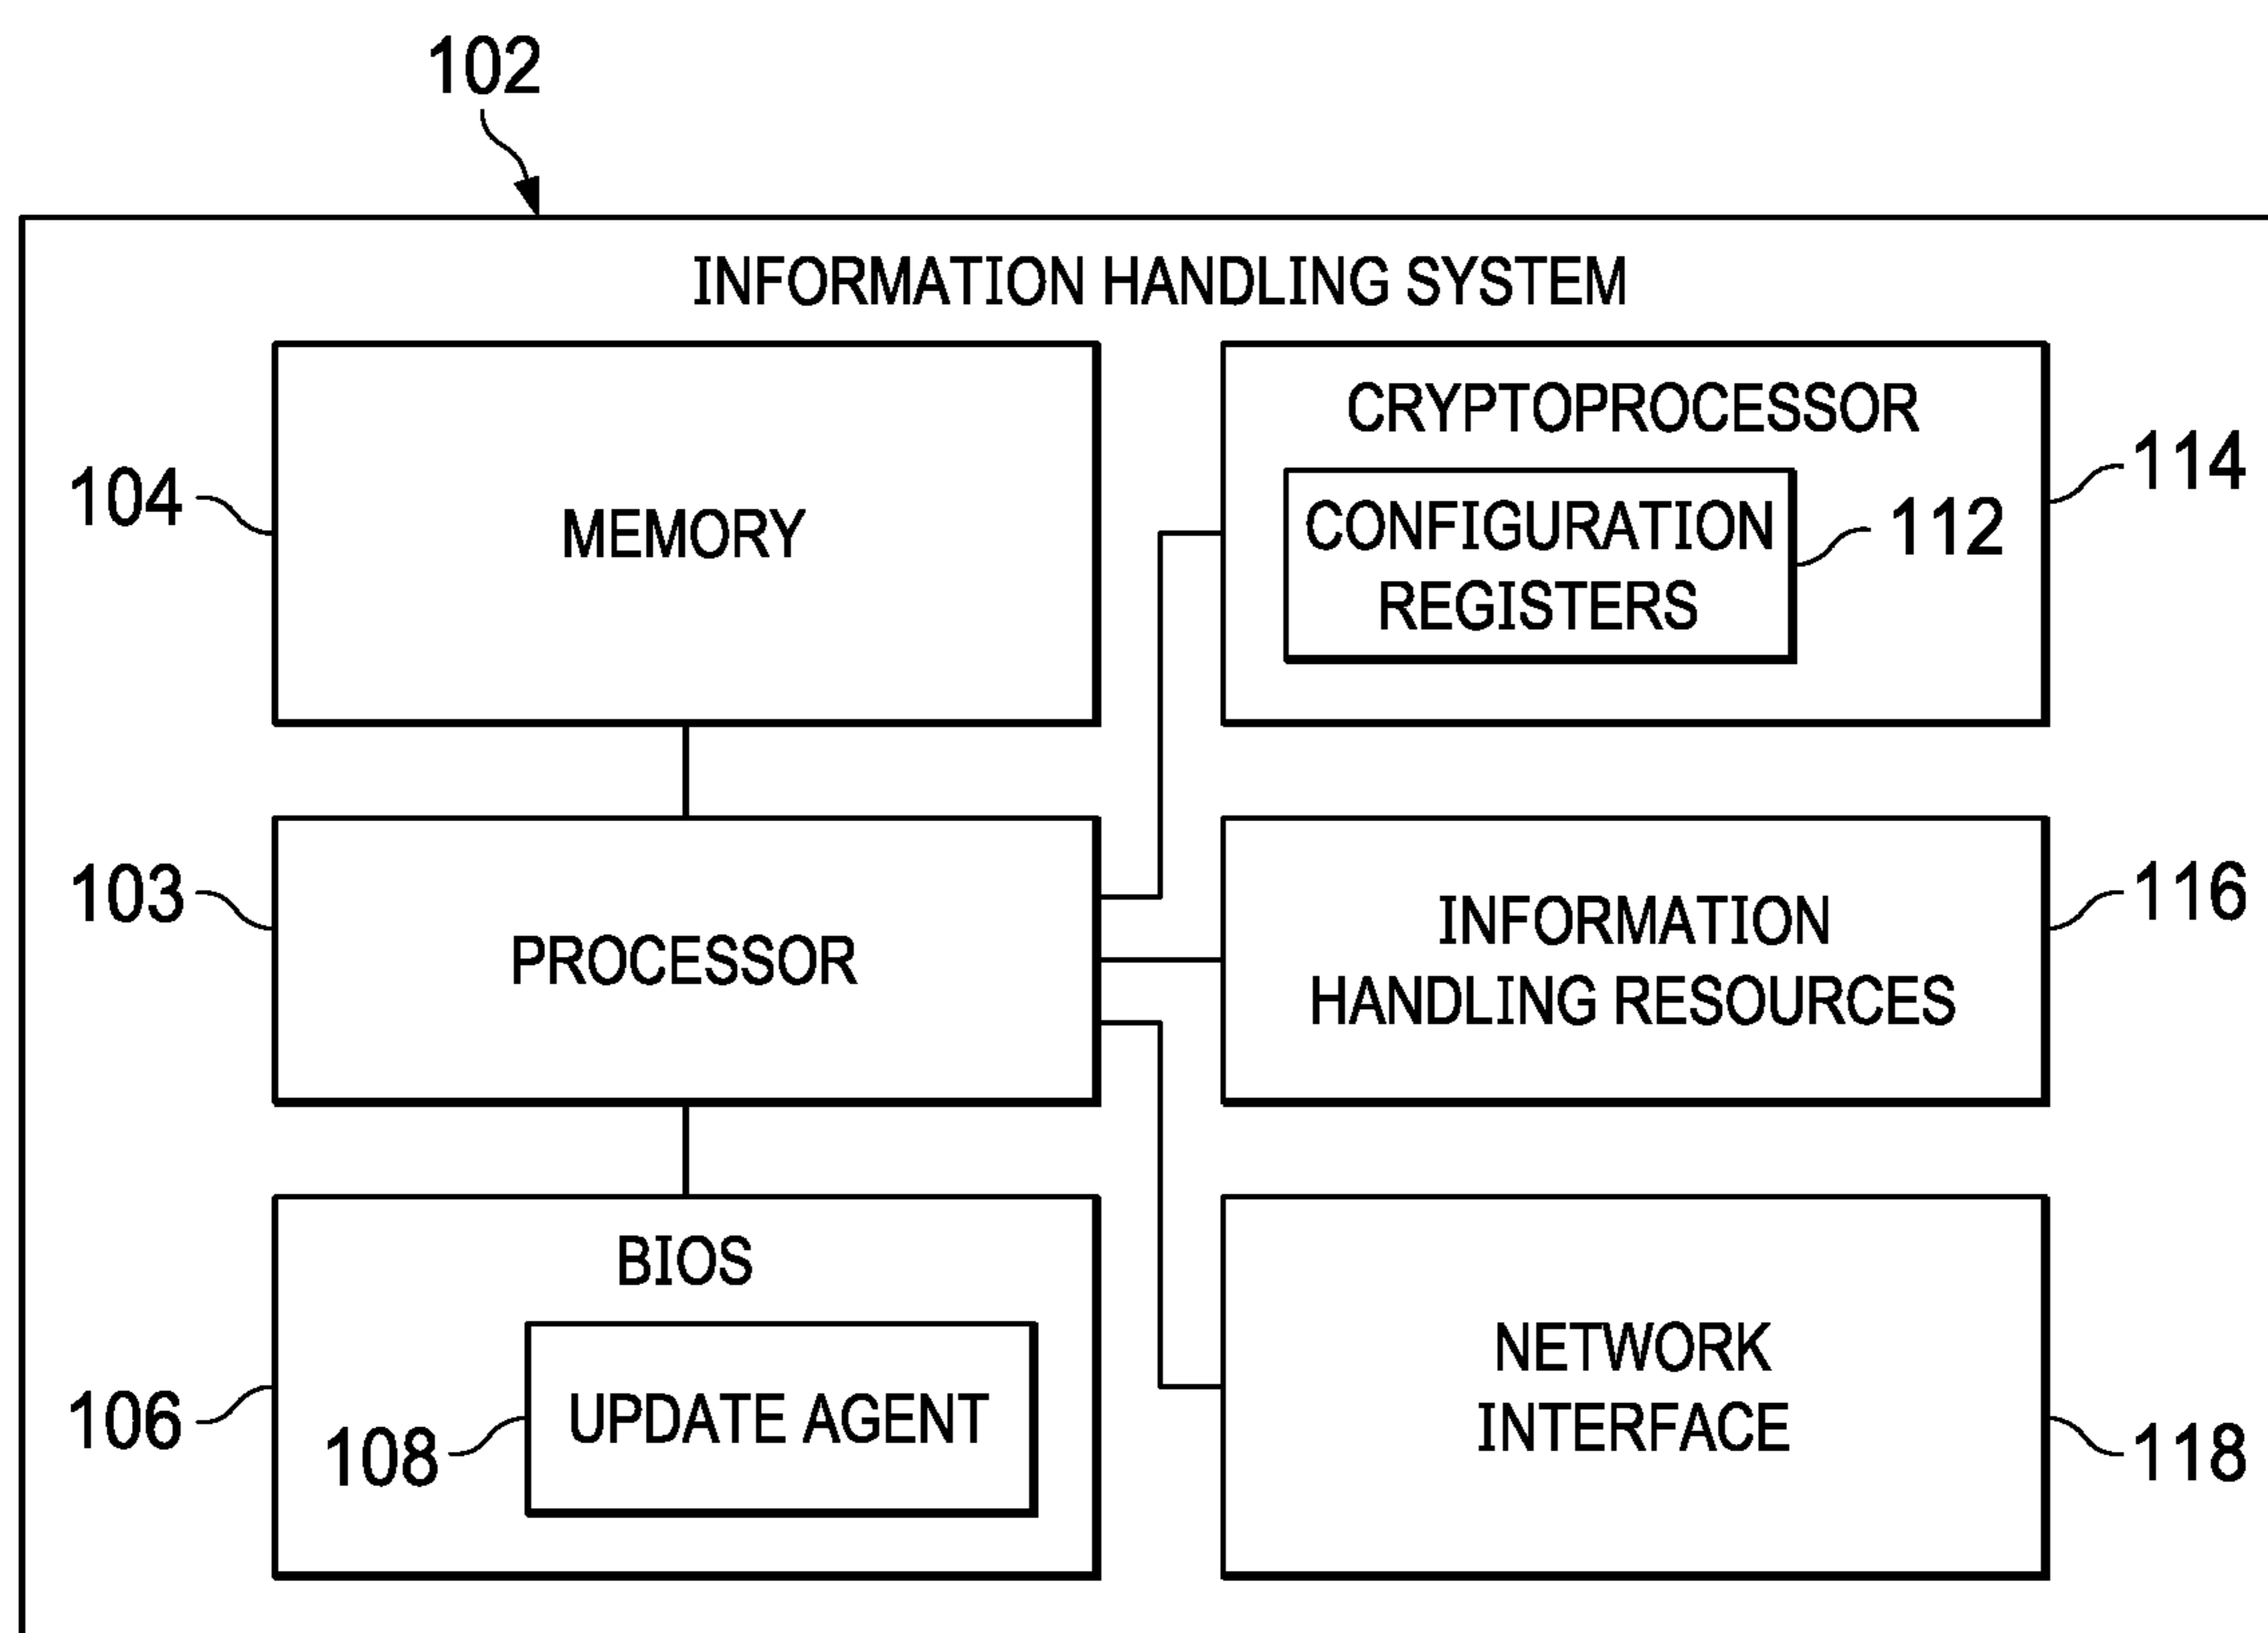 102
INFORMATION HANDLING SYSTEM
104
MEMORY
CRYPTOPROCESSOR
114
CONFIGURATION
REGISTERS
112
103
PROCESSOR
INFORMATION
HANDLING RESOURCES
116
106
BIOS
108
UPDATE AGENT
NETWORK
INTERFACE
118